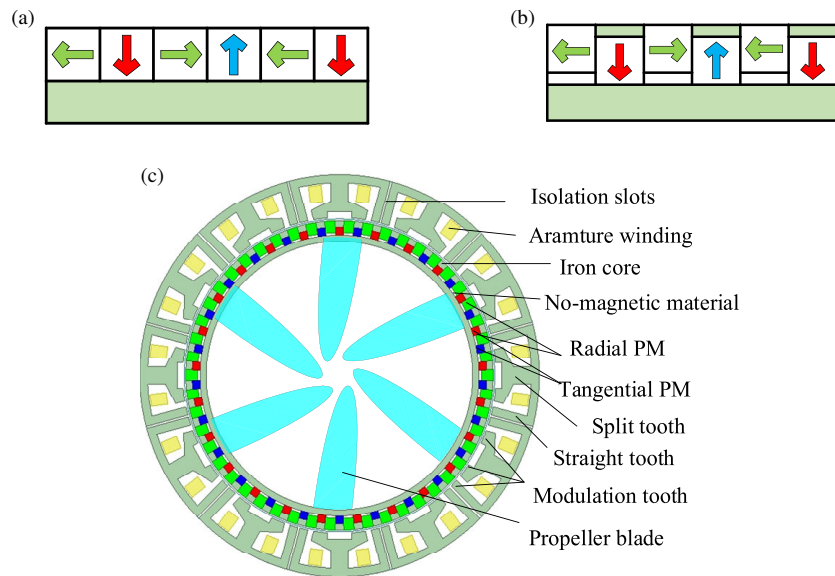 (a)
(b)
(c)
Isolation slots
Aramture winding
Iron core
No-magnetic material
Radial PM
Tangential PM
Split tooth
Straight tooth
Modulation tooth
Propeller blade